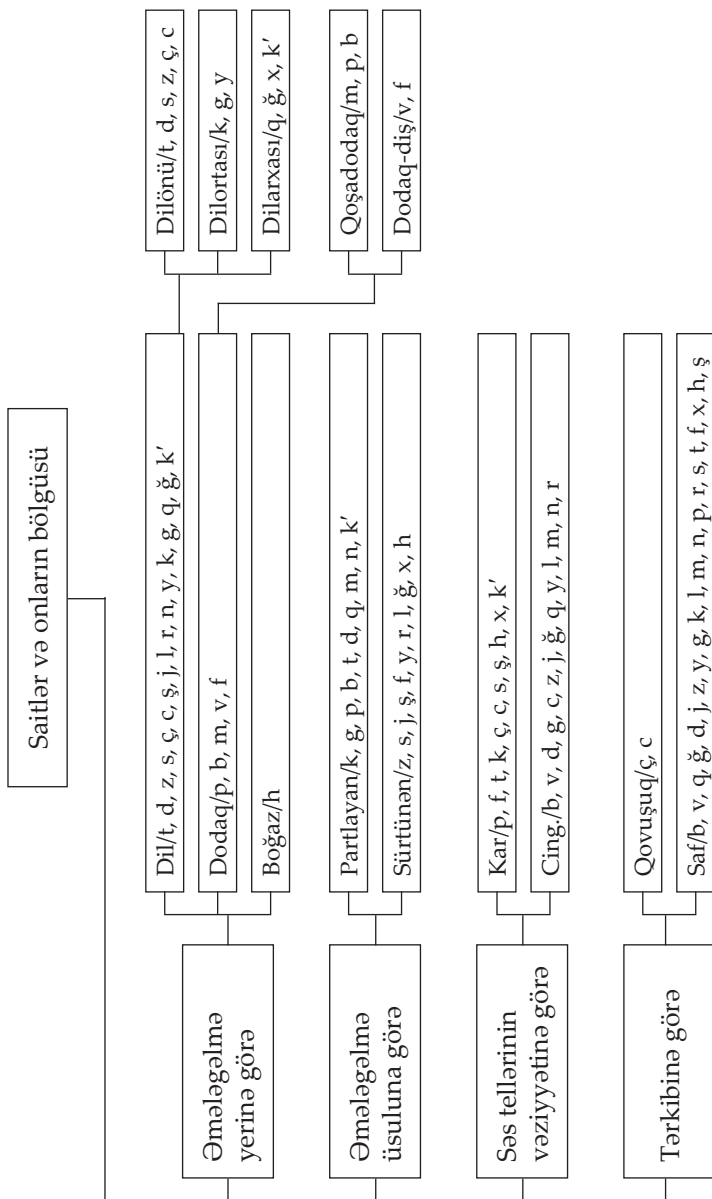 Saitlər və onların bölgüsü
Əmələgəlmə
yerinə görə
Dil/t, d, z, s, ç, c, ş, j, l, r, n, y, k, g, q, ğ, k′
Dodaq/p, b, m, v, f
Boğaz/h
Dilönü/t, d, s, z, ç, c
Dilortası/k, g, y
Dilarxası/q, ğ, x, k′
Qoşadodaq/m, p, b
Dodaq-diş/v, f
Əmələgəlmə
üsuluna görə
Partlayan/k, g, p, b, t, d, q, m, n, k′
Sürtünən/z, s, j, ş, f, y, r, l, ğ, x, h
Səs tellərinin
vəziyyətinə görə
Kar/p, f, t, k, ç, c, s, ş, h, x, k′
Cing./b, v, d, g, c, z, j, ğ, q, y, l, m, n, r
Tərkibinə görə
Qovuşuq/ç, c
Saf/b, v, q, ğ, d, j, z, y, g, k, l, m, n, p, r, s, t, f, x, h, ş